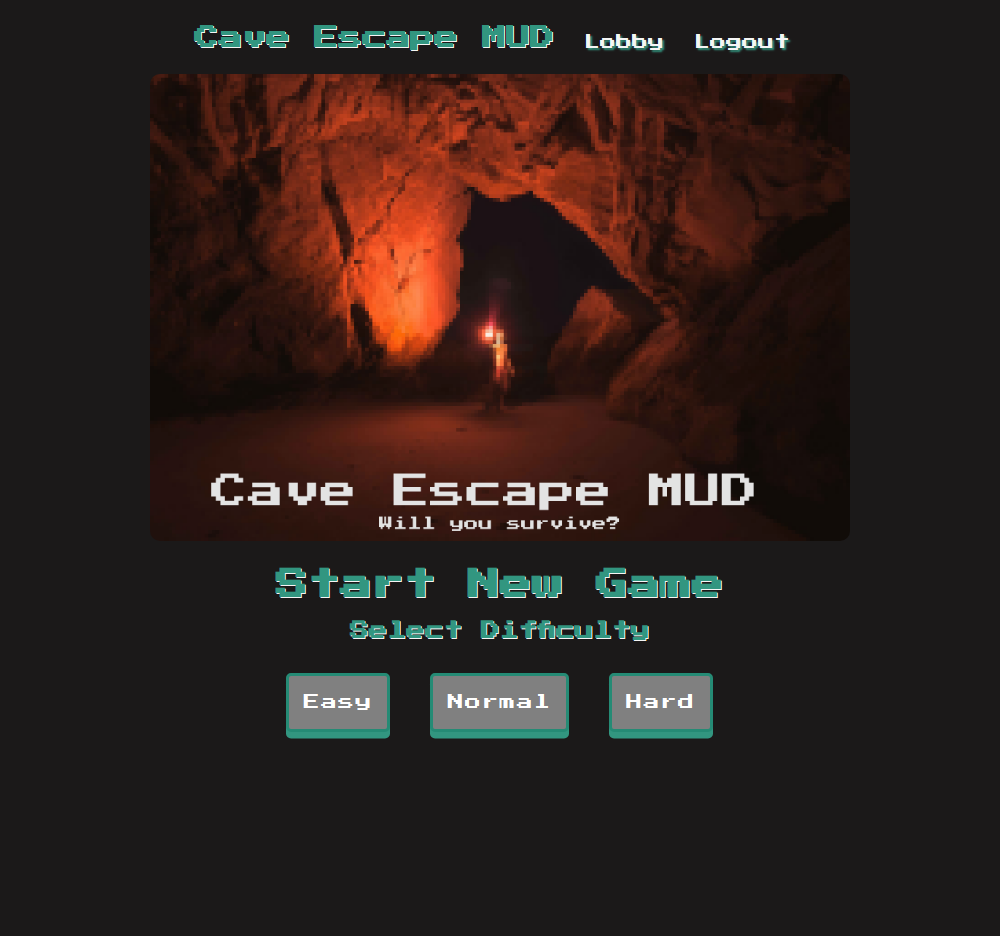 Cave Escape MUD Lobby Logout
Cave Escape MUD
Will you survive?
Start New Game
Select Difficulty
Easy Normal Hard